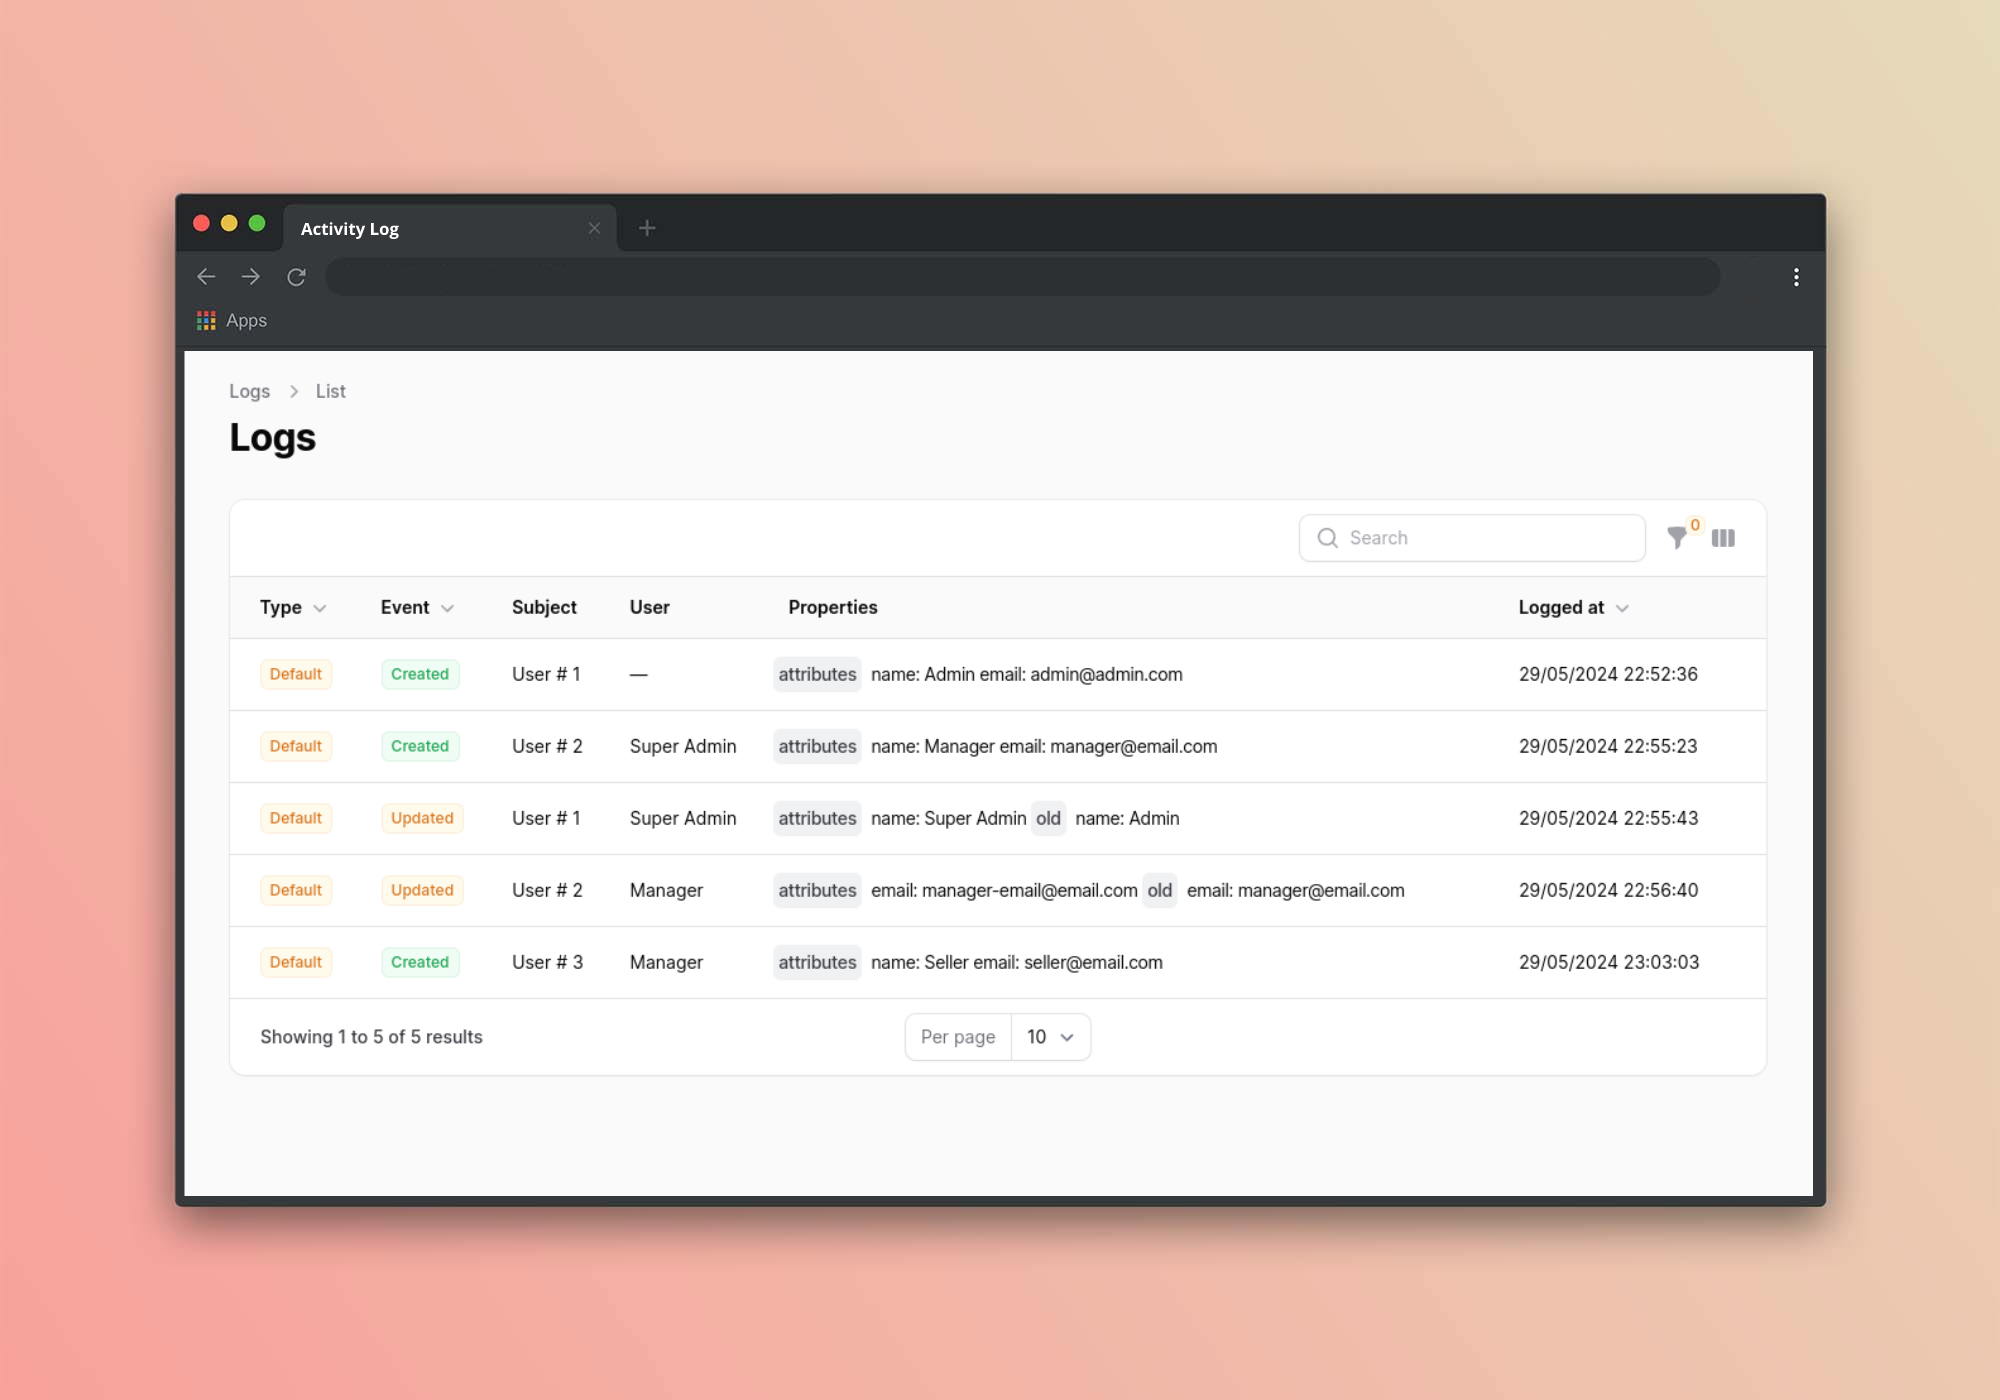 Activity Log
Apps
Logs List
Logs
Search 0
Type Event Subject User Properties Logged at
Default Created User # 1 — attributes name: Admin email: admin@admin.com 29/05/2024 22:52:36
Default Created User # 2 Super Admin attributes name: Manager email: manager@email.com 29/05/2024 22:55:23
Default Updated User # 1 Super Admin attributes name: Super Admin old name: Admin 29/05/2024 22:55:43
Default Updated User # 2 Manager attributes email: manager-email@email.com old email: manager@email.com 29/05/2024 22:56:40
Default Created User # 3 Manager attributes name: Seller email: seller@email.com 29/05/2024 23:03:03
Showing 1 to 5 of 5 results Per page 10